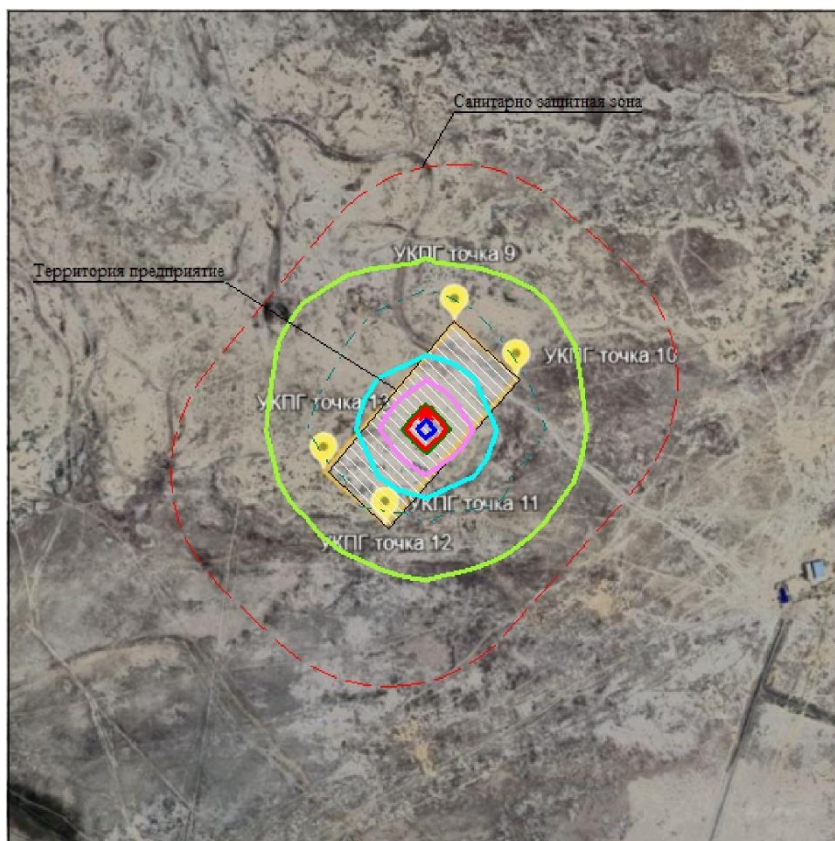 Санитарно защитная зона
УКПГ точка 9
Территория предприятие
УКПГ точка 10
УКПГ точка 13
УКПГ точка 11
УКПГ точка 12